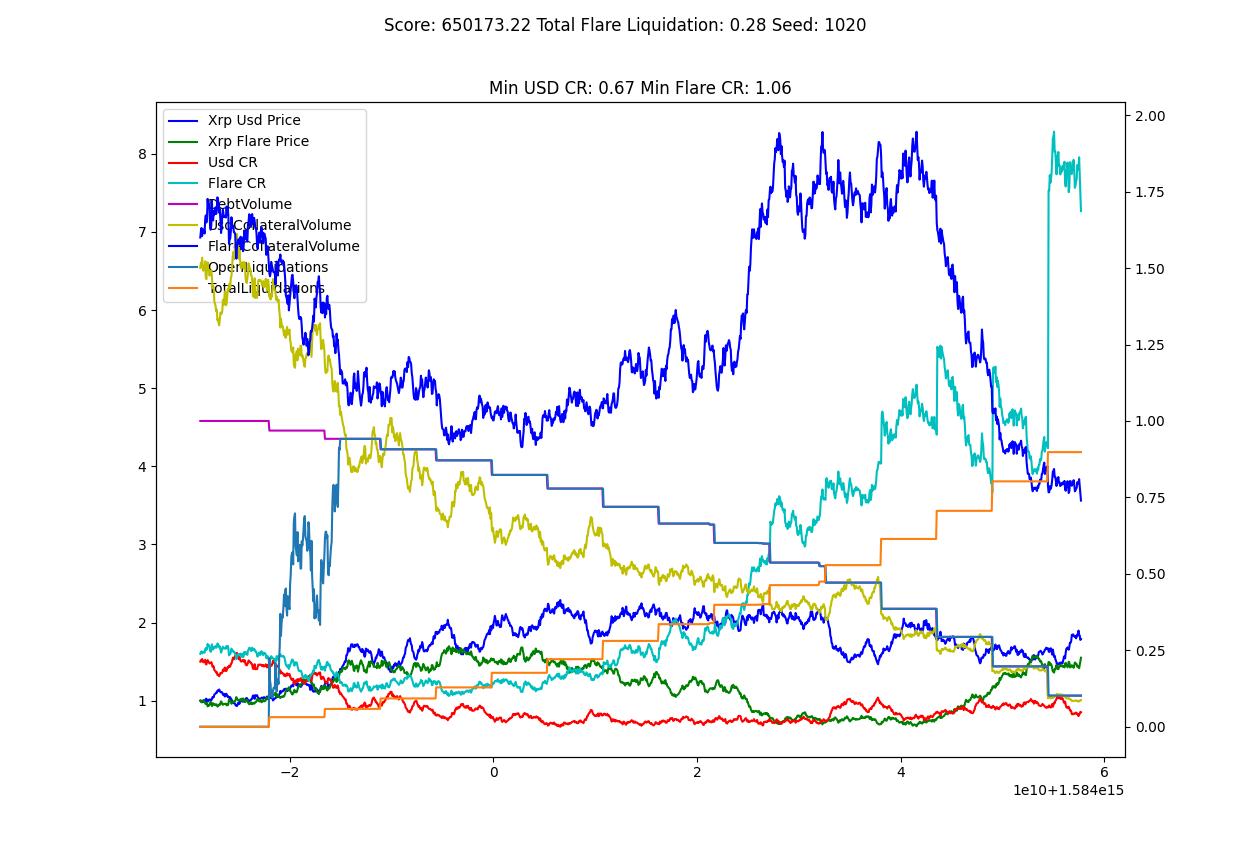 Score: 650173.22 Total Flare Liquidation: 0.28 Seed: 1020
Min USD CR: 0.67 Min Flare CR: 1.06
Xrp Usd Price
Xrp Flare Price
Usd CR
Flare CR
DebtVolume
UsdCollateralVolume
FlareCollateralVolume
OpenLiquidations
TotalLiquidations
8
7
6
5
4
3
2
1
2.00
1.75
1.50
1.25
1.00
0.75
0.50
0.25
0.00
−2
0
2
4
6
1e10+1.584e15